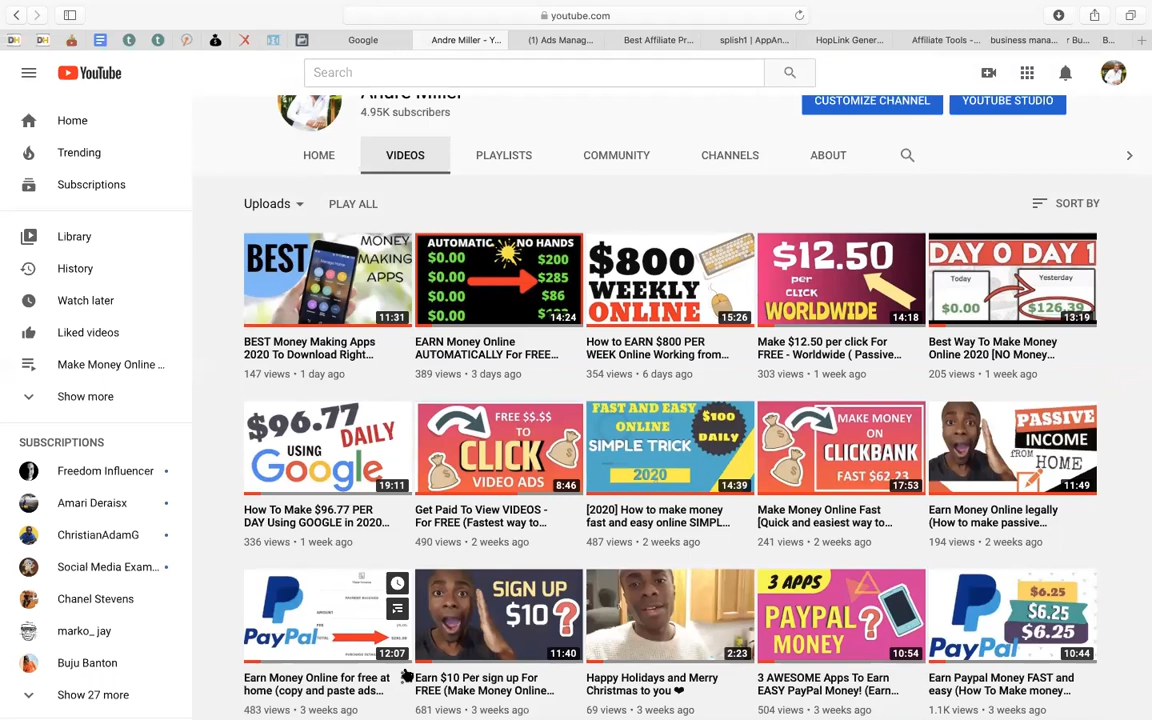 youtube.com
Google
Andre Miller - Y...
(1) Ads Manag...
Best Affiliate Pr...
splish1 | AppAn...
HopLink Gener...
Affiliate Tools -...
business mana...
r Bu...
B...
YouTube
Search
Andre Miller
4.95K subscribers
CUSTOMIZE CHANNEL
YOUTUBE STUDIO
HOME
VIDEOS
PLAYLISTS
COMMUNITY
CHANNELS
ABOUT
Home
Trending
Subscriptions
Library
History
Watch later
Liked videos
Make Money Online ...
Show more
SUBSCRIPTIONS
Freedom Influencer
Amari Deraisx
ChristianAdamG
Social Media Exam...
Chanel Stevens
marko_ jay
Buju Banton
Show 27 more
Uploads
PLAY ALL
SORT BY
BEST
MONEY
MAKING
APPS
11:31
BEST Money Making Apps
2020 To Download Right...
147 views • 1 day ago
AUTOMATIC NO HANDS
$0.00
$0.00
$0.00
$0.00
$200
$285
$86
14:24
EARN Money Online
AUTOMATICALLY For FREE...
389 views • 3 days ago
$800
WEEKLY
ONLINE
15:26
How to EARN $800 PER
WEEK Online Working from...
354 views • 6 days ago
$12.50
per
CLICK
WORLDWIDE
14:18
Make $12.50 per click For
FREE - Worldwide ( Passive...
303 views • 1 week ago
DAY 0 DAY 1
Today
$0.00
Yesterday
$126.39
13:19
Best Way To Make Money
Online 2020 [NO Money...
205 views • 1 week ago
$96.77
DAILY
USING
Google
19:11
How To Make $96.77 PER
DAY Using GOOGLE in 2020...
336 views • 1 week ago
FREE $$.$$
TO
CLICK
VIDEO ADS
8:46
Get Paid To View VIDEOS -
For FREE (Fastest way to...
490 views • 2 weeks ago
FAST AND EASY
ONLINE
SIMPLE TRICK
2020
$100
DAILY
14:39
[2020] How to make money
fast and easy online SIMPL...
487 views • 2 weeks ago
MAKE MONEY
ON
CLICKBANK
FAST $62.23
17:53
Make Money Online Fast
[Quick and easiest way to...
241 views • 2 weeks ago
PASSIVE
INCOME
FROM HOME
11:49
Earn Money Online legally
(How to make passive...
194 views • 2 weeks ago
PayPal
12:07
Earn Money Online for free at
home (copy and paste ads...
483 views • 3 weeks ago
SIGN UP
$10?
11:40
Earn $10 Per sign up For
FREE (Make Money Online...
681 views • 3 weeks ago
2:23
Happy Holidays and Merry
Christmas to you ❤
69 views • 3 weeks ago
3 APPS
PAYPAL
MONEY
?
10:54
3 AWESOME Apps To Earn
EASY PayPal Money! (Earn...
504 views • 3 weeks ago
$6.25
$6.25
$6.25
PayPal
10:44
Earn Paypal Money FAST and
easy (How To Make money...
1.1K views • 3 weeks ago